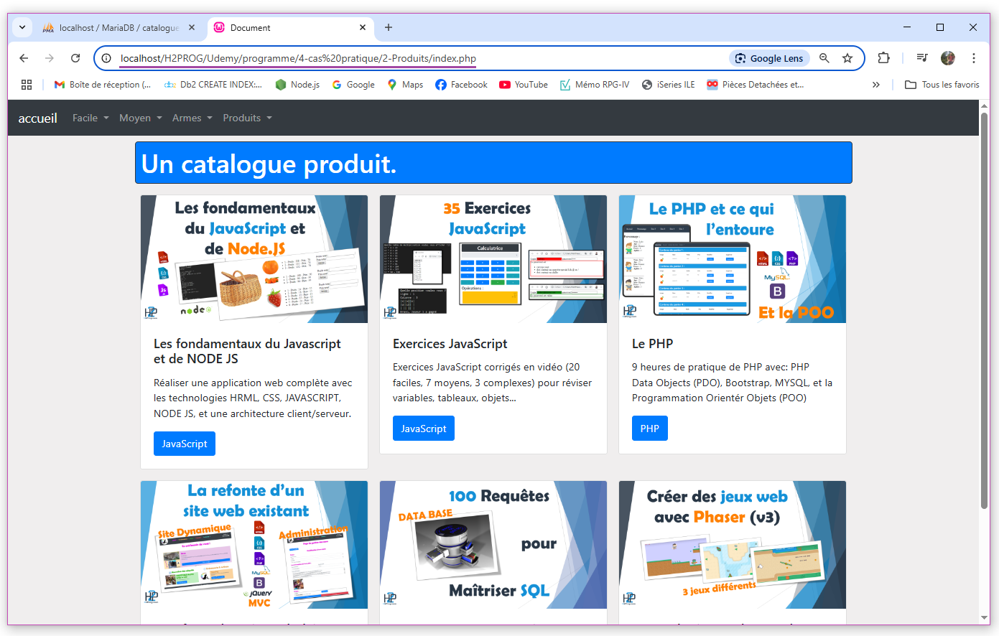 localhost / MariaDB / catalogue
Document
localhost/H2PROG/Udemy/programme/4-cas%20pratique/2-Produits/index.php
Google Lens
Boîte de réception (...
Db2 CREATE INDEX:...
Node.js
Google
Maps
Facebook
YouTube
Mémo RPG-IV
iSeries ILE
Pièces Detachées et...
Tous les favoris
accueil
Facile
Moyen
Armes
Produits
Un catalogue produit.
Les fondamentaux
du JavaScript et
de Node.JS
35 Exercices
JavaScript
Calculatrice
Opérations :
Le PHP et ce qui
l'entoure
MySQL
Et la POO
Les fondamentaux du Javascript
et de NODE JS
Réaliser une application web complète avec
les technologies HRML, CSS, JAVASCRIPT,
NODE JS, et une architecture client/serveur.
JavaScript
Exercices JavaScript
Exercices JavaScript corrigés en vidéo (20
faciles, 7 moyens, 3 complexes) pour réviser
variables, tableaux, objets...
JavaScript
Le PHP
9 heures de pratique de PHP avec: PHP
Data Objects (PDO), Bootstrap, MYSQL, et la
Programmation Orientér Objets (POO)
PHP
La refonte d'un
site web existant
Site Dynamique
Administration
MySQL
jQuery
MVC
100 Requêtes
DATA BASE
pour
Maîtriser SQL
Créer des jeux web
avec Phaser (v3)
3 jeux différents